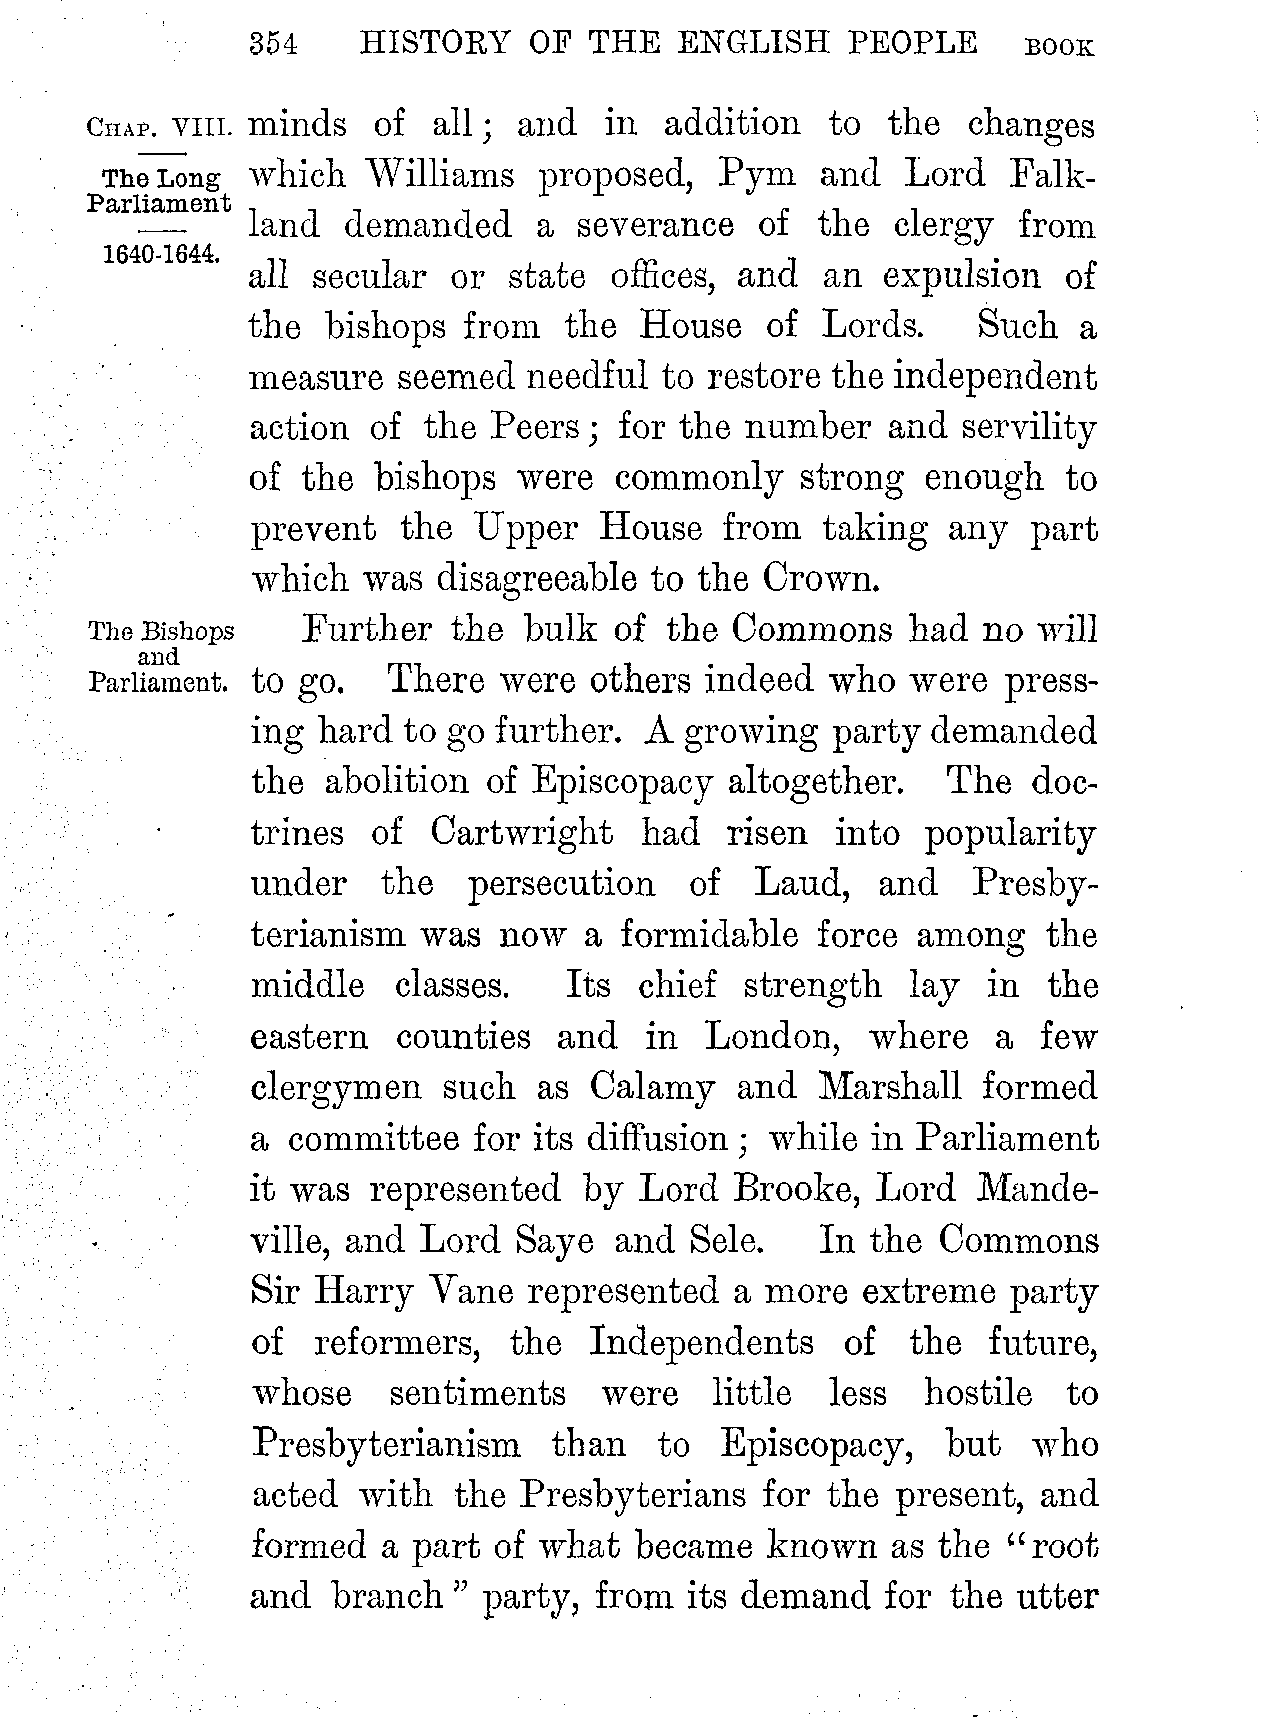 354 HISTORY OF THE ENGLISH PEOPLE BOOK
CHAP. VIII.
The Long
Parliament
1640-1644.
minds of all; and in addition to the changes
which Williams proposed, Pym and Lord Falk-
land demanded a severance of the clergy from
all secular or state offices, and an expulsion of
the bishops from the House of Lords. Such a
measure seemed needful to restore the independent
action of the Peers; for the number and servility
of the bishops were commonly strong enough to
prevent the Upper House from taking any part
which was disagreeable to the Crown.
The Bishops
and
Parliament.
Further the bulk of the Commons had no will
to go. There were others indeed who were press-
ing hard to go further. A growing party demanded
the abolition of Episcopacy altogether. The doc-
trines of Cartwright had risen into popularity
under the persecution of Laud, and Presby-
terianism was now a formidable force among the
middle classes. Its chief strength lay in the
eastern counties and in London, where a few
clergymen such as Calamy and Marshall formed
a committee for its diffusion; while in Parliament
it was represented by Lord Brooke, Lord Mande-
ville, and Lord Saye and Sele. In the Commons
Sir Harry Vane represented a more extreme party
of reformers, the Independents of the future,
whose sentiments were little less hostile to
Presbyterianism than to Episcopacy, but who
acted with the Presbyterians for the present, and
formed a part of what became known as the “root
and branch” party, from its demand for the utter